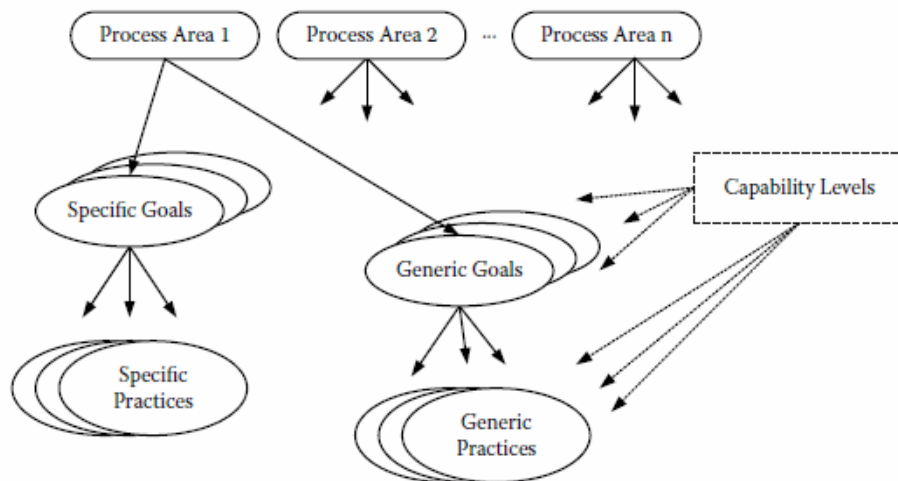 Process Area 1
Process Area 2
...
Process Area n
Capability Levels
Specific Goals
Generic Goals
Specific
Practices
Generic
Practices